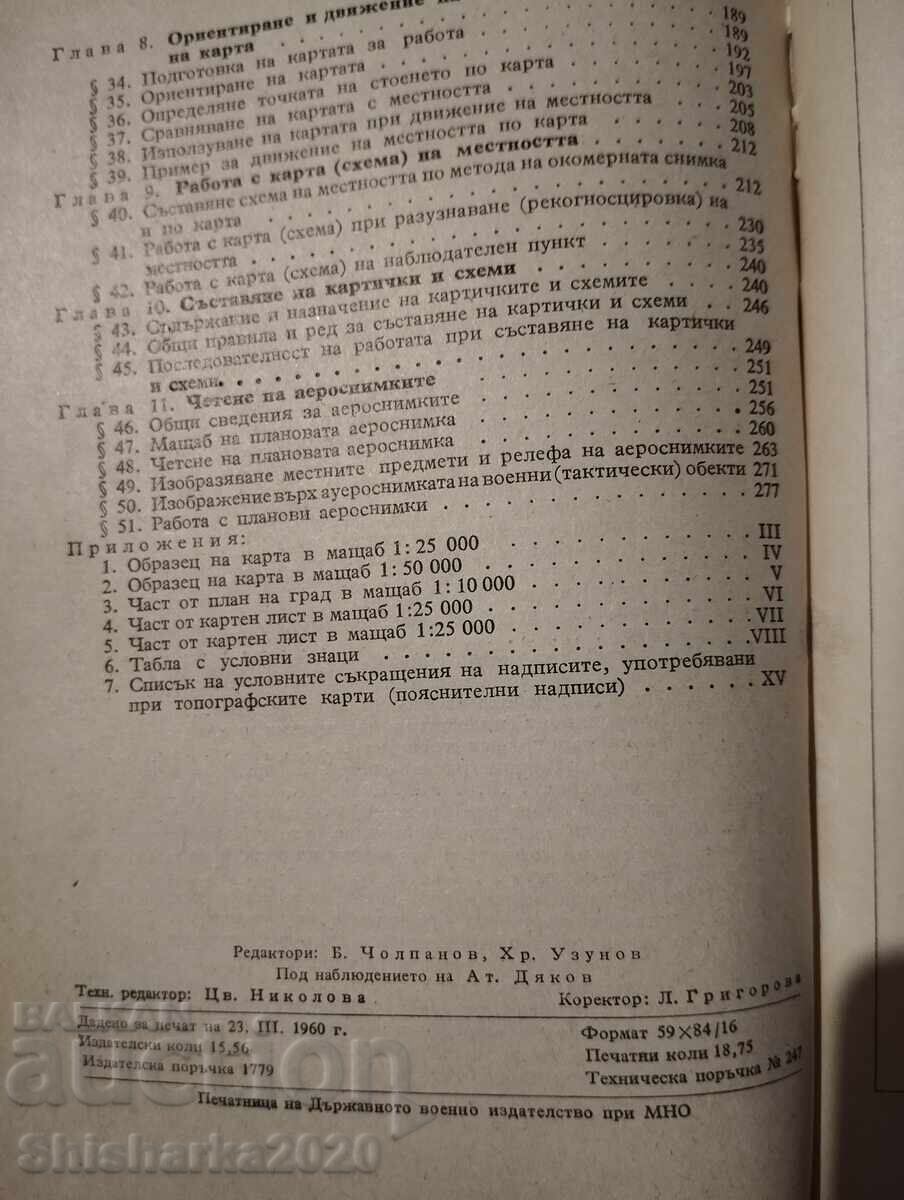 Глава 8. Ориентиране и движение
на карта . . . 189
§ 34. Подготовка на картата за работа . . . 189
§ 35. Ориентиране на картата . . . 192
§ 36. Определяне точката на стоенето по карта . . . 197
§ 37. Сравняване на картата с местността . . . 203
§ 38. Използуване на картата при движение на местността . . . 205
§ 39. Пример за движение на местността по карта . . . 208
Глава 9. Работа с карта (схема) на местността . . . 212
§ 40. Съставяне схема на местността по метода на окомерната снимка
и по карта . . . 212
§ 41. Работа с карта (схема) при разузнаване (рекогносцировка) на
местността . . . 230
§ 42. Работа с карта (схема) на наблюдателен пункт . . . 235
Глава 10. Съставяне на картички и схеми . . . 240
§ 43. Съдържание и назначение на картичките и схемите . . . 240
§ 44. Общи правила и ред за съставяне на картички и схеми . . 246
§ 45. Последователност на работата при съставяне на картички
и схеми. . . . 249
Глава 11. Четене на аероснимките . . . 251
§ 46. Общи сведения за аероснимките . . . 251
§ 47. Мащаб на плановата аероснимка . . . 256
§ 48. Четене на плановата аероснимка . . . 260
§ 49. Изобразяване местните предмети и релефа на аероснимките 263
§ 50. Изображение върх ауероснимката на военни (тактически) обекти 271
§ 51. Работа с планови аероснимки . . . 277
Приложения:
1. Образец на карта в мащаб 1:25 000 . . . III
2. Образец на карта в мащаб 1:50 000 . . . IV
3. Част от план на град в мащаб 1:10 000 . . . V
4. Част от картен лист в мащаб 1:25 000 . . . VI
5. Част от картен лист в мащаб 1:25 000 . . . VII
6. Табла с условни знаци . . . VIII
7. Списък на условните съкращения на надписите, употребявани
при топографските карти (пояснителни надписи) . . . XV
Редактори: Б. Чолпанов, Хр. Узунов
Под наблюдението на Ат. Дяков
Техн. редактор: Цв. Николова Коректор: Л. Григорова
Дадено за печат на 23. III. 1960 г. Формат 59×84/16
Издателски коли 15,56 Печатни коли 18,75
Издателска поръчка 1779 Техническа поръчка № 247
Печатница на Държавното военно издателство при МНО
БАЛКАН
auction
Shisharka2020